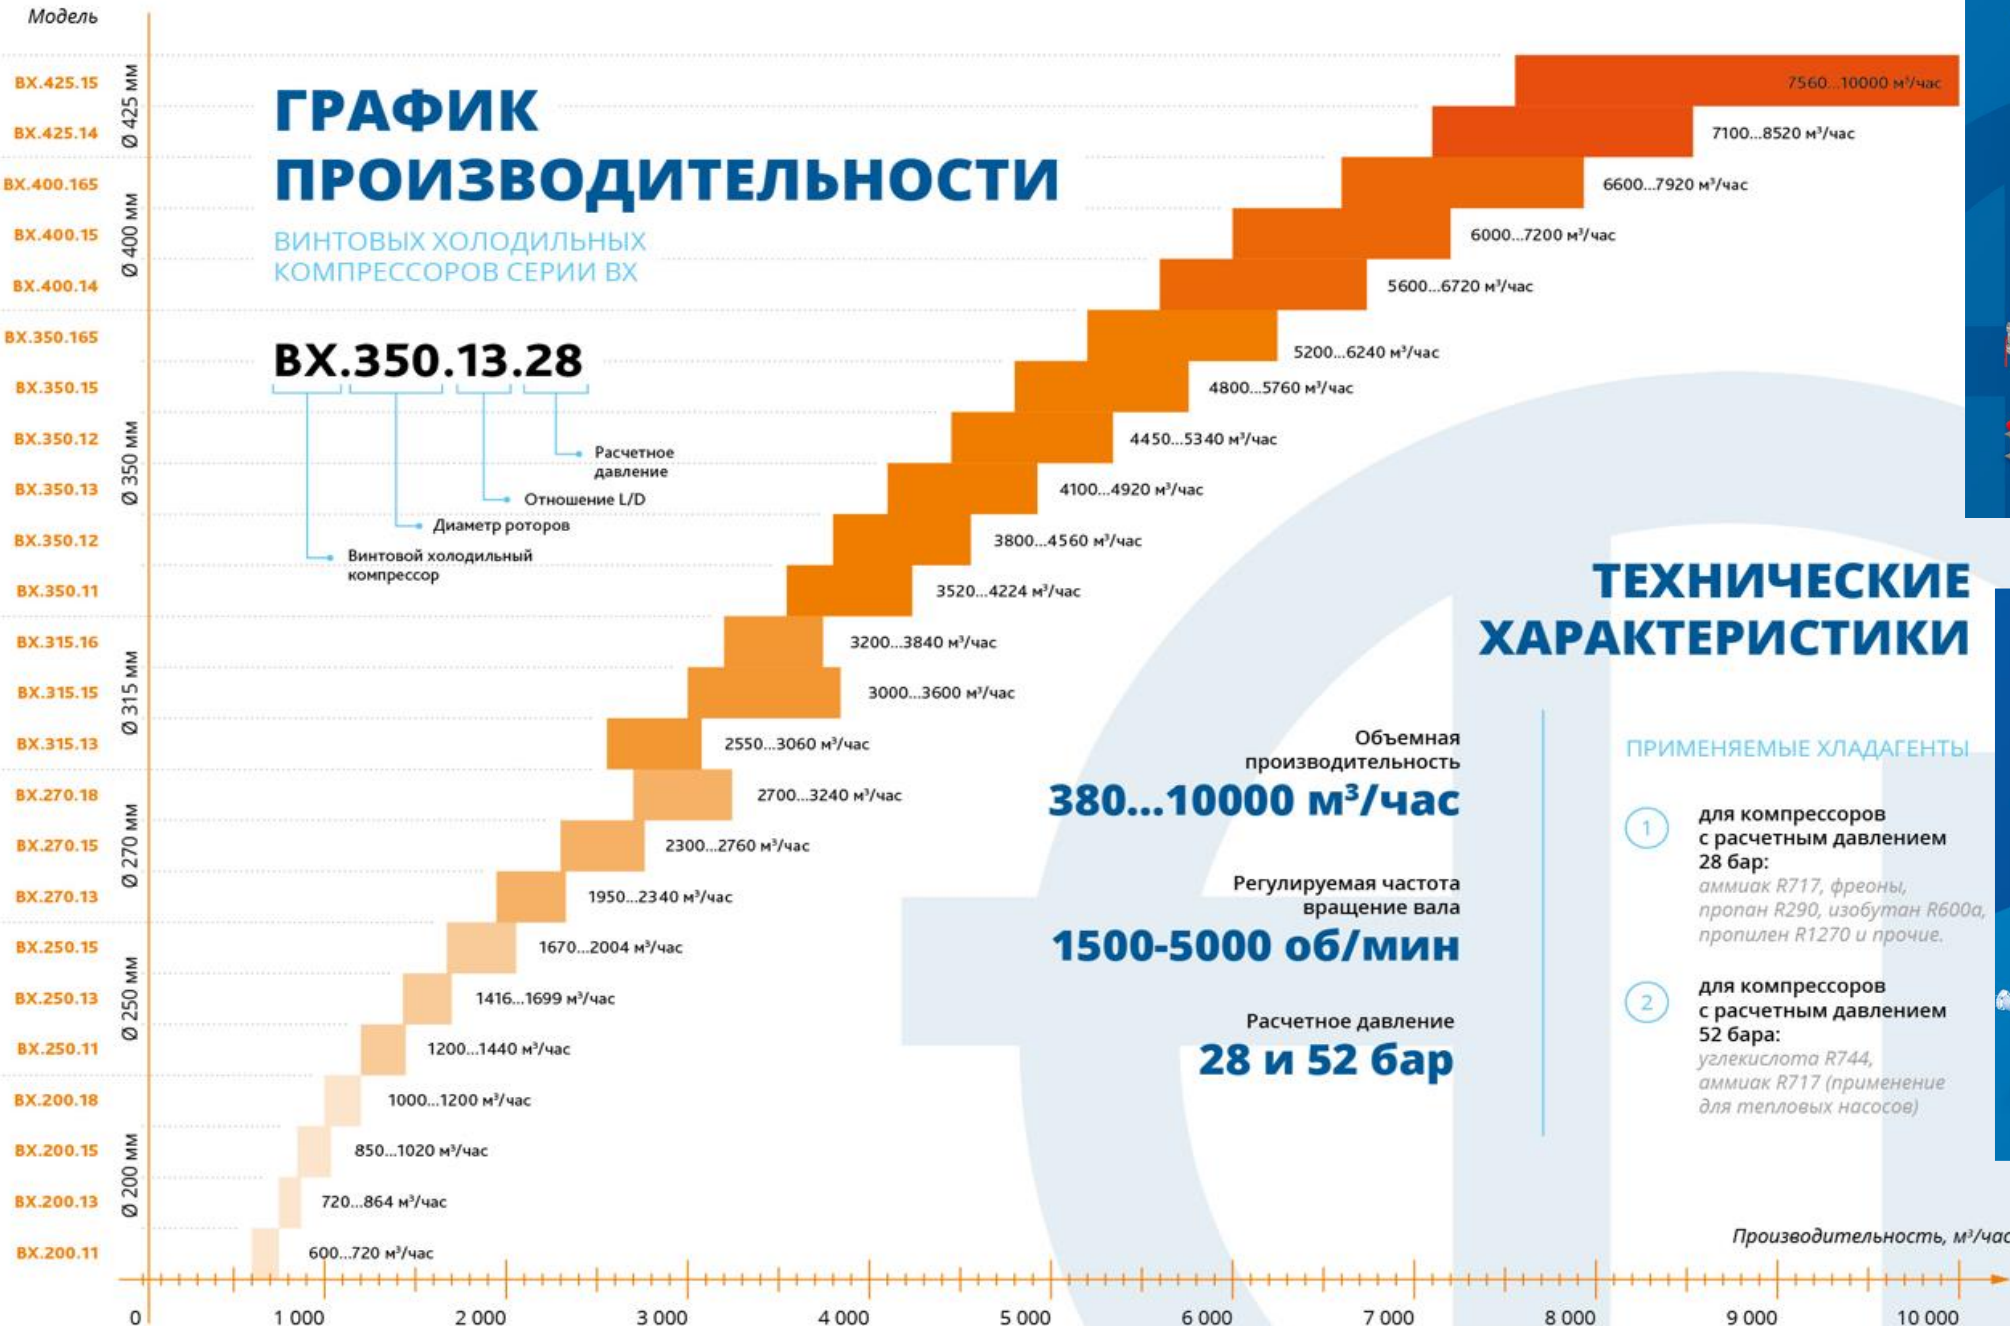 Модель
ВХ.425.15
ВХ.425.14
ВХ.400.165
ВХ.400.15
ВХ.400.14
ВХ.350.165
ВХ.350.15
ВХ.350.12
ВХ.350.13
ВХ.350.12
ВХ.350.11
ВХ.315.16
ВХ.315.15
ВХ.315.13
ВХ.270.18
ВХ.270.15
ВХ.270.13
ВХ.250.15
ВХ.250.13
ВХ.250.11
ВХ.200.18
ВХ.200.15
ВХ.200.13
ВХ.200.11
Ø 425 мм
Ø 400 мм
Ø 350 мм
Ø 315 мм
Ø 270 мм
Ø 250 мм
Ø 200 мм
ГРАФИК
ПРОИЗВОДИТЕЛЬНОСТИ
ВИНТОВЫХ ХОЛОДИЛЬНЫХ
КОМПРЕССОРОВ СЕРИИ ВХ
ВХ.350.13.28
Расчетное
давление
Отношение L/D
Диаметр роторов
Винтовой холодильный
компрессор
7560...10000 м³/час
7100...8520 м³/час
6600...7920 м³/час
6000...7200 м³/час
5600...6720 м³/час
5200...6240 м³/час
4800...5760 м³/час
4450...5340 м³/час
4100...4920 м³/час
3800...4560 м³/час
3520...4224 м³/час
3200...3840 м³/час
3000...3600 м³/час
2550...3060 м³/час
2700...3240 м³/час
2300...2760 м³/час
1950...2340 м³/час
1670...2004 м³/час
1416...1699 м³/час
1200...1440 м³/час
1000...1200 м³/час
850...1020 м³/час
720...864 м³/час
600...720 м³/час
ТЕХНИЧЕСКИЕ
ХАРАКТЕРИСТИКИ
Объемная
производительность
380...10000 м³/час
Регулируемая частота
вращение вала
1500-5000 об/мин
Расчетное давление
28 и 52 бар
ПРИМЕНЯЕМЫЕ ХЛАДАГЕНТЫ
1
для компрессоров
с расчетным давлением
28 бар:
аммиак R717, фреоны,
пропан R290, изобутан R600a,
пропилен R1270 и прочие.
2
для компрессоров
с расчетным давлением
52 бара:
углекислота R744,
аммиак R717 (применение
для тепловых насосов)
Производительность, м³/час
0 1 000 2 000 3 000 4 000 5 000 6 000 7 000 8 000 9 000 10 000